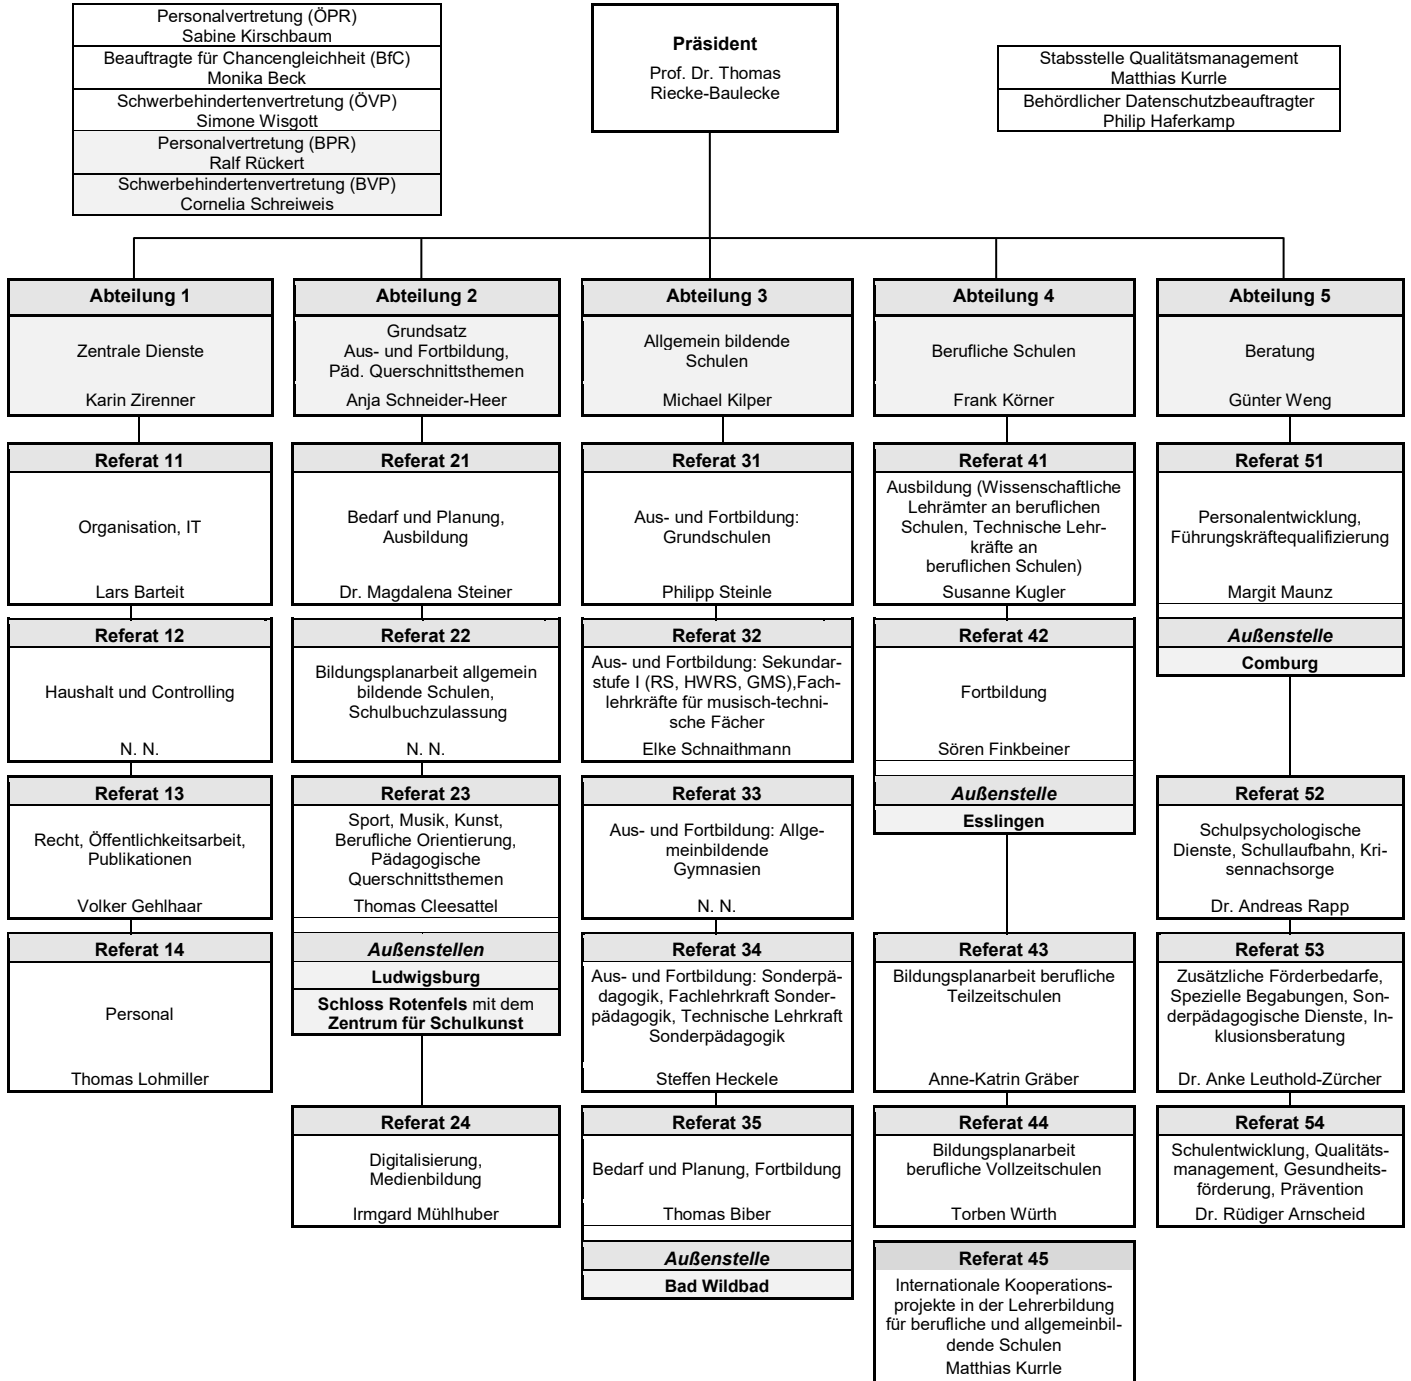 Personalvertretung (ÖPR)
Sabine Kirschbaum
Beauftragte für Chancengleichheit (BfC)
Monika Beck
Schwerbehindertenvertretung (ÖVP)
Simone Wisgott
Personalvertretung (BPR)
Ralf Rückert
Schwerbehindertenvertretung (BVP)
Cornelia Schreiweis
Präsident
Prof. Dr. Thomas
Riecke-Baulecke
Stabsstelle Qualitätsmanagement
Matthias Kurrle
Behördlicher Datenschutzbeauftragter
Philip Haferkamp
Abteilung 1
Zentrale Dienste
Karin Zirenner
Referat 11
Organisation, IT
Lars Barteit
Referat 12
Haushalt und Controlling
N. N.
Referat 13
Recht, Öffentlichkeitsarbeit,
Publikationen
Volker Gehlhaar
Referat 14
Personal
Thomas Lohmiller
Abteilung 2
Grundsatz
Aus- und Fortbildung,
Päd. Querschnittsthemen
Anja Schneider-Heer
Referat 21
Bedarf und Planung,
Ausbildung
Dr. Magdalena Steiner
Referat 22
Bildungsplanarbeit allgemein
bildende Schulen,
Schulbuchzulassung
N. N.
Referat 23
Sport, Musik, Kunst,
Berufliche Orientierung,
Pädagogische
Querschnittsthemen
Thomas Cleesattel
Außenstellen
Ludwigsburg
Schloss Rotenfels mit dem
Zentrum für Schulkunst
Referat 24
Digitalisierung,
Medienbildung
Irmgard Mühlhuber
Abteilung 3
Allgemein bildende
Schulen
Michael Kilper
Referat 31
Aus- und Fortbildung:
Grundschulen
Philipp Steinle
Referat 32
Aus- und Fortbildung: Sekundar-
stufe I (RS, HWRS, GMS),Fach-
lehrkräfte für musisch-techni-
sche Fächer
Elke Schnaithmann
Referat 33
Aus- und Fortbildung: Allge-
meinbildende
Gymnasien
N. N.
Referat 34
Aus- und Fortbildung: Sonderpä-
dagogik, Fachlehrkraft Sonder-
pädagogik, Technische Lehrkraft
Sonderpädagogik
Steffen Heckele
Referat 35
Bedarf und Planung, Fortbildung
Thomas Biber
Außenstelle
Bad Wildbad
Abteilung 4
Berufliche Schulen
Frank Körner
Referat 41
Ausbildung (Wissenschaftliche
Lehrämter an beruflichen
Schulen, Technische Lehr-
kräfte an
beruflichen Schulen)
Susanne Kugler
Referat 42
Fortbildung
Sören Finkbeiner
Außenstelle
Esslingen
Referat 43
Bildungsplanarbeit berufliche
Teilzeitschulen
Anne-Katrin Gräber
Referat 44
Bildungsplanarbeit
berufliche Vollzeitschulen
Torben Würth
Referat 45
Internationale Kooperations-
projekte in der Lehrerbildung
für berufliche und allgemeinbil-
dende Schulen
Matthias Kurrle
Abteilung 5
Beratung
Günter Weng
Referat 51
Personalentwicklung,
Führungskräftequalifizierung
Margit Maunz
Außenstelle
Comburg
Referat 52
Schulpsychologische
Dienste, Schullaufbahn, Kri-
sennachsorge
Dr. Andreas Rapp
Referat 53
Zusätzliche Förderbedarfe,
Spezielle Begabungen, Son-
derpädagogische Dienste, In-
klusionsberatung
Dr. Anke Leuthold-Zürcher
Referat 54
Schulentwicklung, Qualitäts-
management, Gesundheits-
förderung, Prävention
Dr. Rüdiger Arnscheid